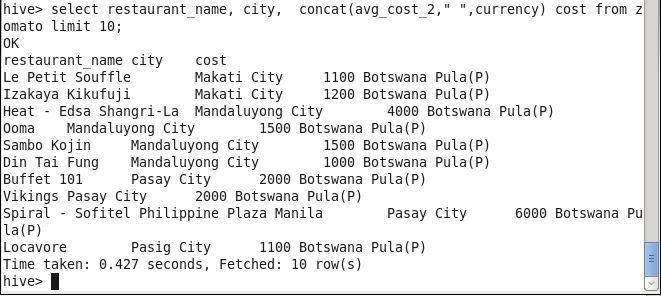 hive> select restaurant_name, city,  concat(avg_cost_2," ",currency) cost from z
omato limit 10;
OK
restaurant_name city    cost
Le Petit Souffle        Makati City     1100 Botswana Pula(P)
Izakaya Kikufuji        Makati City     1200 Botswana Pula(P)
Heat - Edsa Shangri-La  Mandaluyong City        4000 Botswana Pula(P)
Ooma    Mandaluyong City        1500 Botswana Pula(P)
Sambo Kojin     Mandaluyong City        1500 Botswana Pula(P)
Din Tai Fung    Mandaluyong City        1000 Botswana Pula(P)
Buffet 101      Pasay City      2000 Botswana Pula(P)
Vikings Pasay City      2000 Botswana Pula(P)
Spiral - Sofitel Philippine Plaza Manila        Pasay City      6000 Botswana Pu
la(P)
Locavore        Pasig City      1100 Botswana Pula(P)
Time taken: 0.427 seconds, Fetched: 10 row(s)
hive>